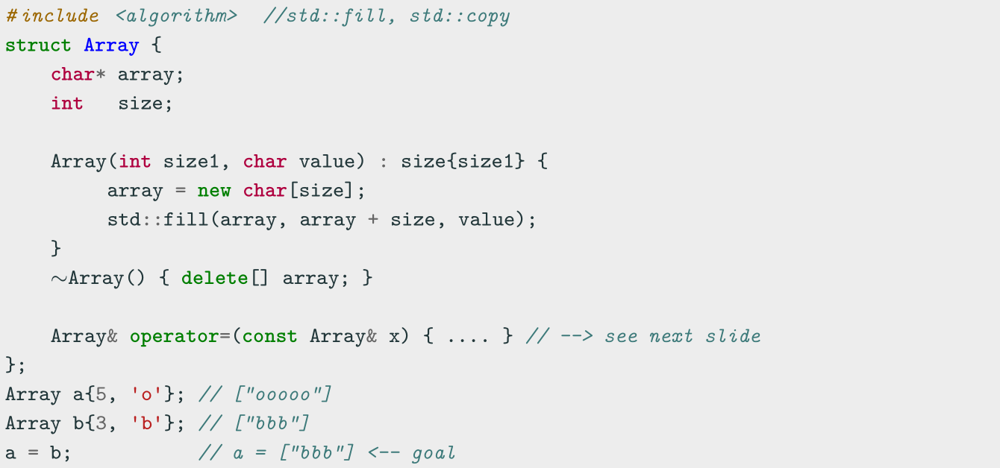 #include <algorithm> //std::fill, std::copy
struct Array {
    char* array;
    int   size;

    Array(int size1, char value) : size{size1} {
         array = new char[size];
         std::fill(array, array + size, value);
    }
    ~Array() { delete[] array; }

    Array& operator=(const Array& x) { .... } // --> see next slide
};
Array a{5, 'o'}; // ["ooooo"]
Array b{3, 'b'}; // ["bbb"]
a = b;           // a = ["bbb"] <-- goal